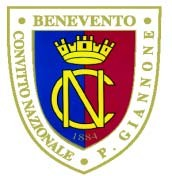 BENEVENTO
CONVITTO NAZIONALE • P. GIANNONE
CN
1884